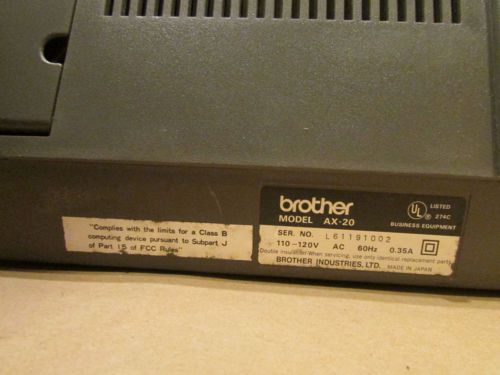 "Complies with the limits for a Class B
computing device pursuant to Subpart J
of Part 15 of FCC Rules"
brother
MODEL AX-20
UL
LISTED
274C
BUSINESS EQUIPMENT
SER. NO. L61191002
110-120V AC 60Hz 0.35A
Double insulation When servicing, use only identical replacement parts
BROTHER INDUSTRIES, LTD. MADE IN JAPAN